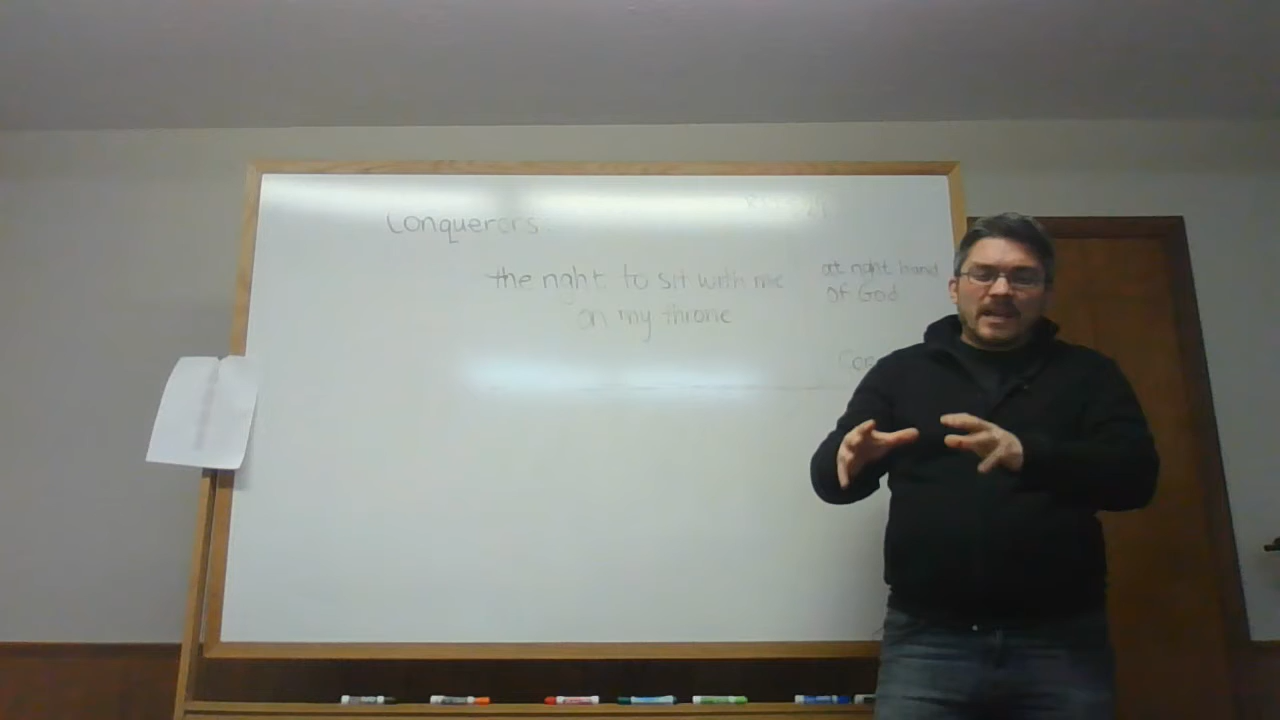 Conquerors:
the right to sit with me
on my throne
at right hand
of God